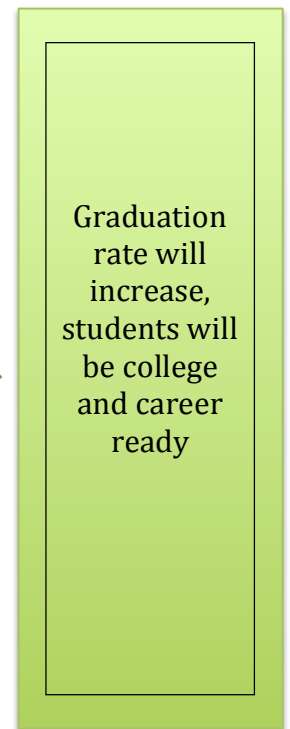 Graduation
rate will
increase,
students will
be college
and career
ready